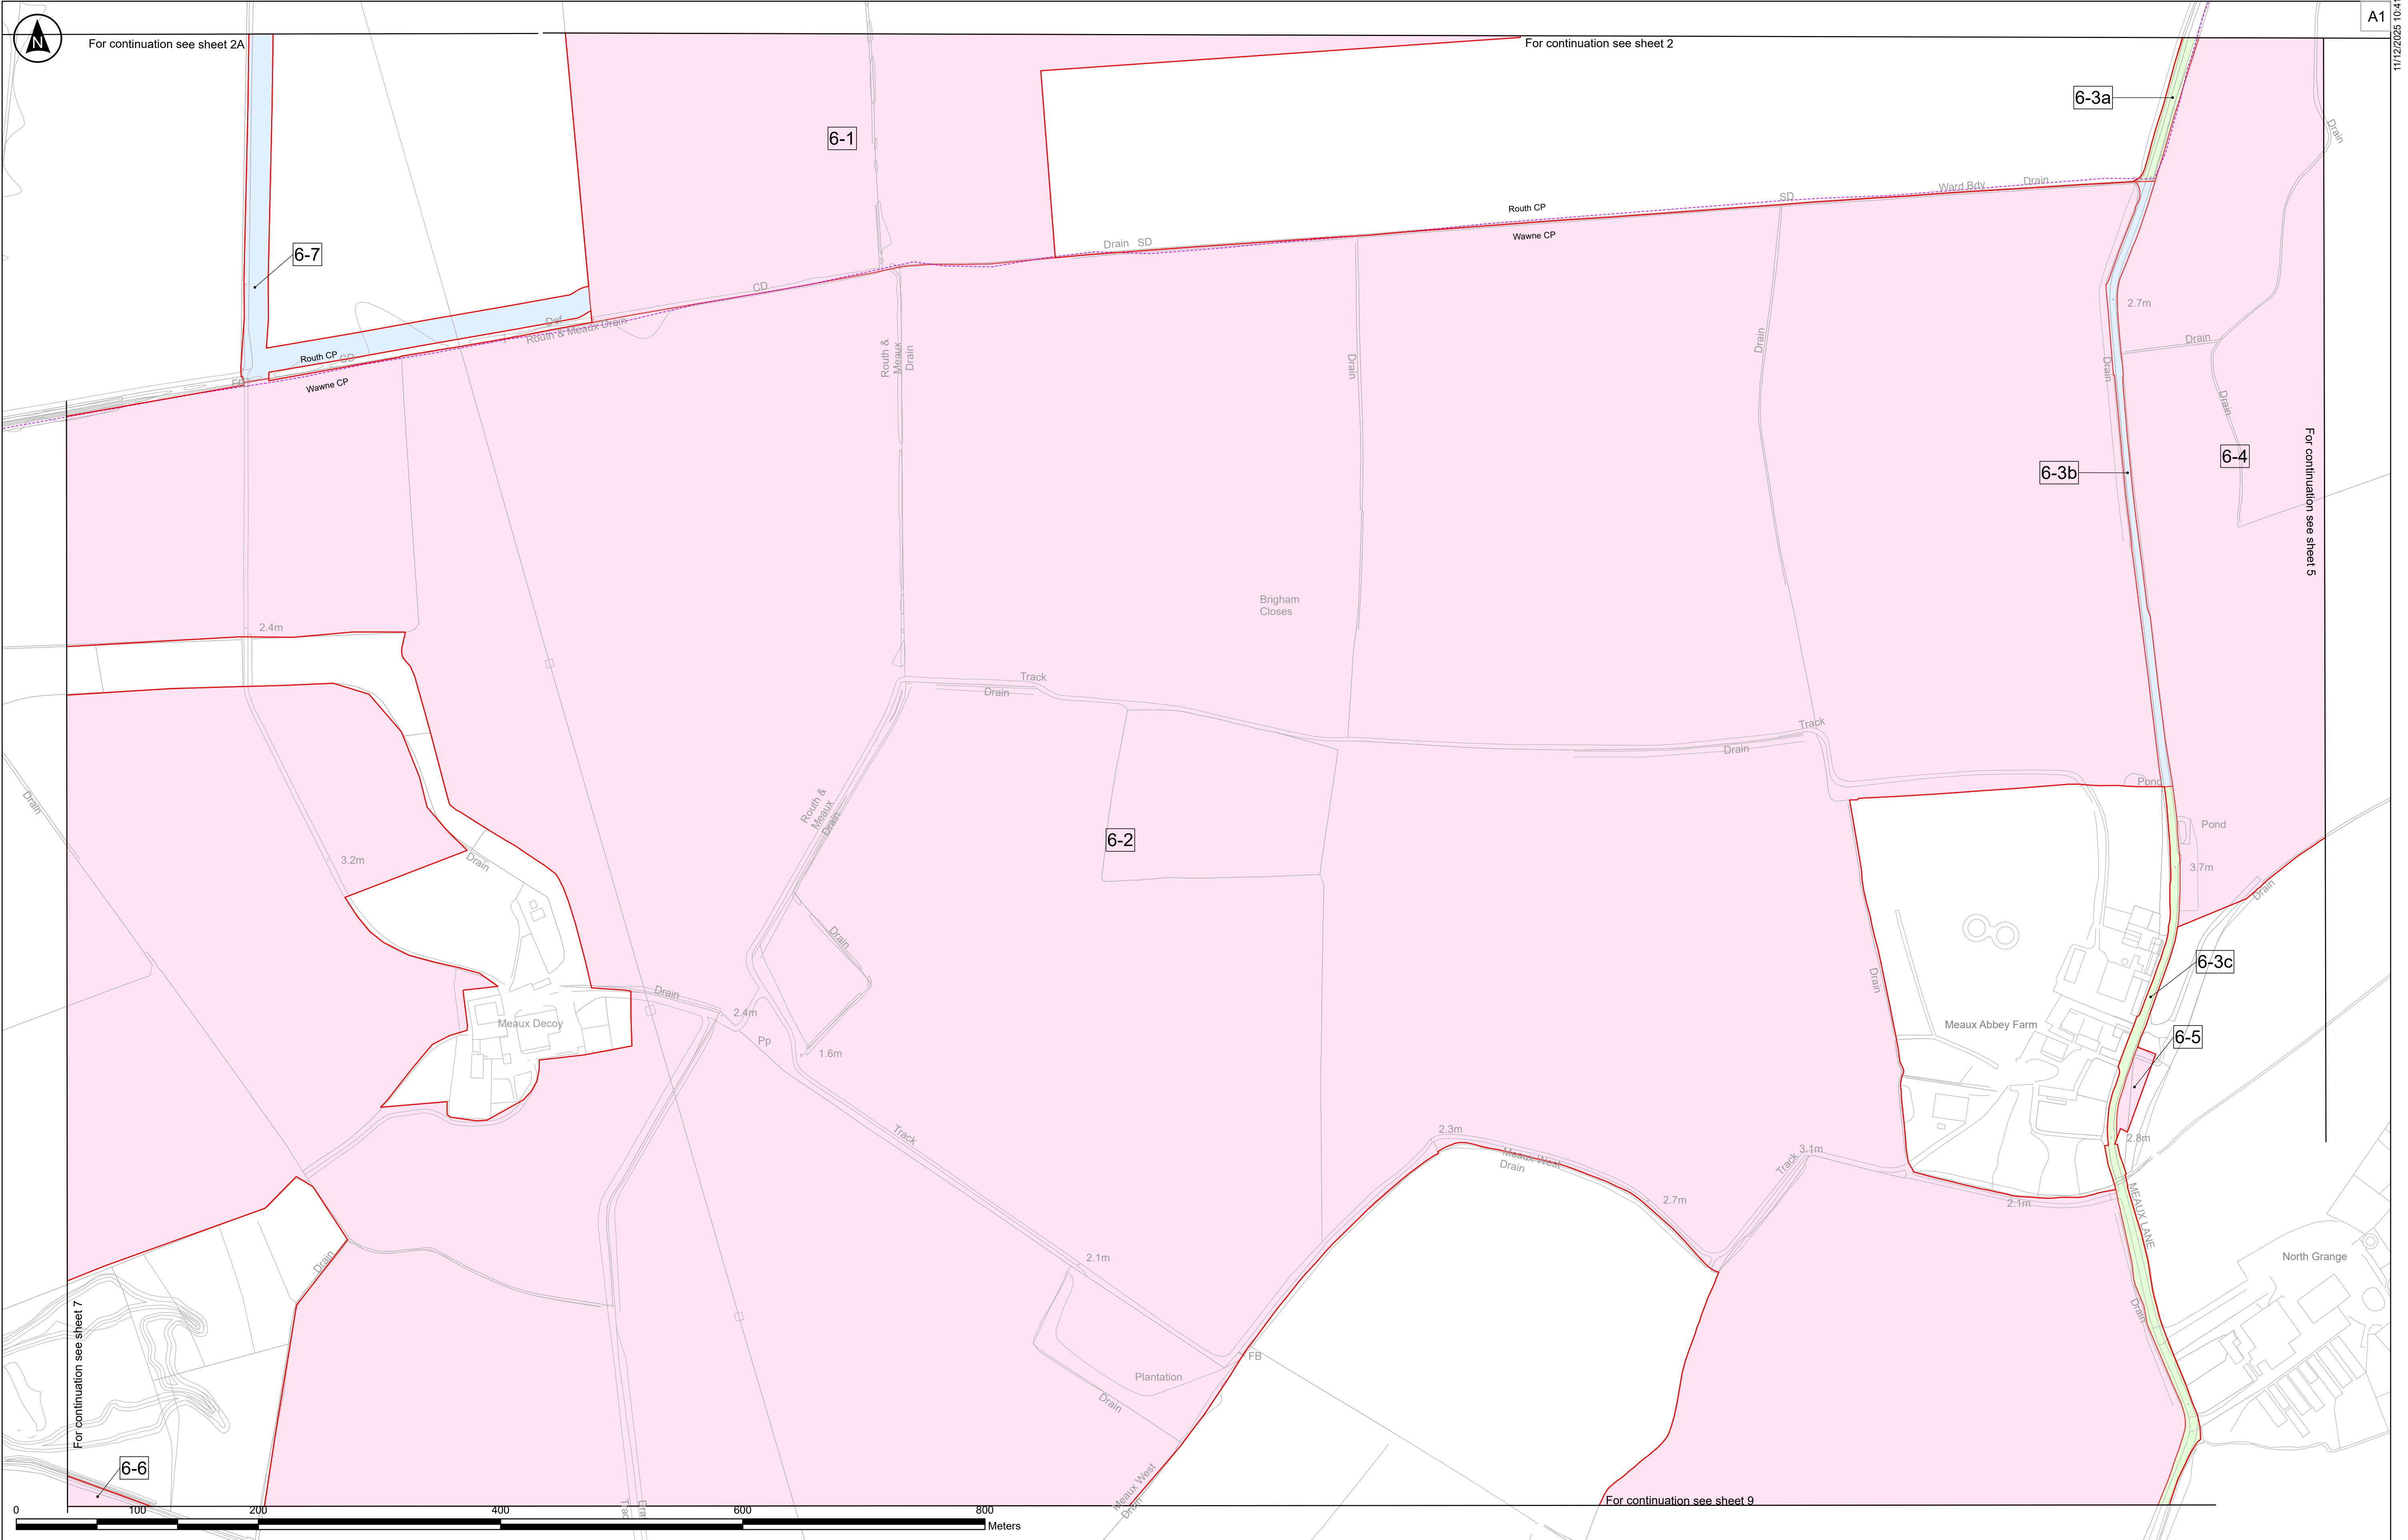 A1
11/12/2025 10:41
N
For continuation see sheet 2A
For continuation see sheet 2
6-3a
6-1
Drain
Ward Bdy
Drain
SD
Routh CP
Wawne CP
Drain
SD
6-7
CD
Def
Routh & Meaux Drain
Routh CP
CD
Wawne CP
FB
2.7m
Drain
Drain
Drain
Routh &
Meaux
Drain
Drain
Drain
6-3b
6-4
For continuation see sheet 5
Brigham
Closes
2.4m
Track
Drain
Track
Drain
Pond
Pond
Drain
Routh &
Meaux
Drain
6-2
3.2m
Drain
3.7m
Drain
Drain
6-3c
Drain
Drain
Meaux Decoy
2.4m
Pp
1.6m
Meaux Abbey Farm
6-5
Track
2.3m
Meaux West
Drain
3.1m
Track
2.8m
2.7m
2.1m
MEAUX LANE
North Grange
Drain
2.1m
Drain
For continuation see sheet 7
FB
Plantation
Drain
6-6
Meaux West
Drain
For continuation see sheet 9
0
100
200
400
600
800
Meters